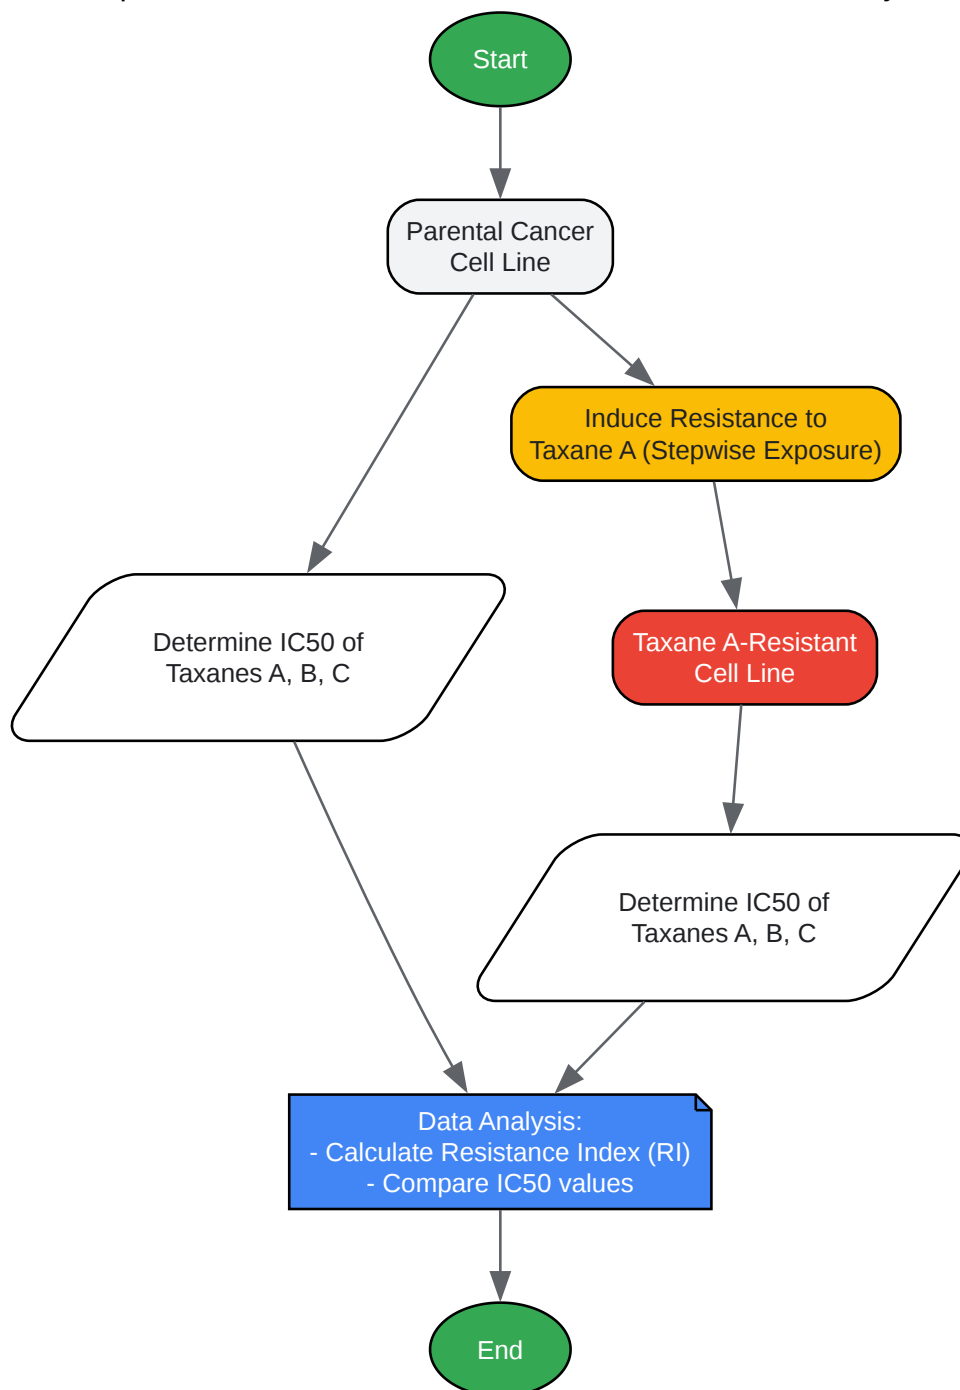 Start
Parental Cancer
Cell Line
Induce Resistance to
Taxane A (Stepwise Exposure)
Determine IC50 of
Taxanes A, B, C
Taxane A-Resistant
Cell Line
Determine IC50 of
Taxanes A, B, C
Data Analysis:
- Calculate Resistance Index (RI)
- Compare IC50 values
End